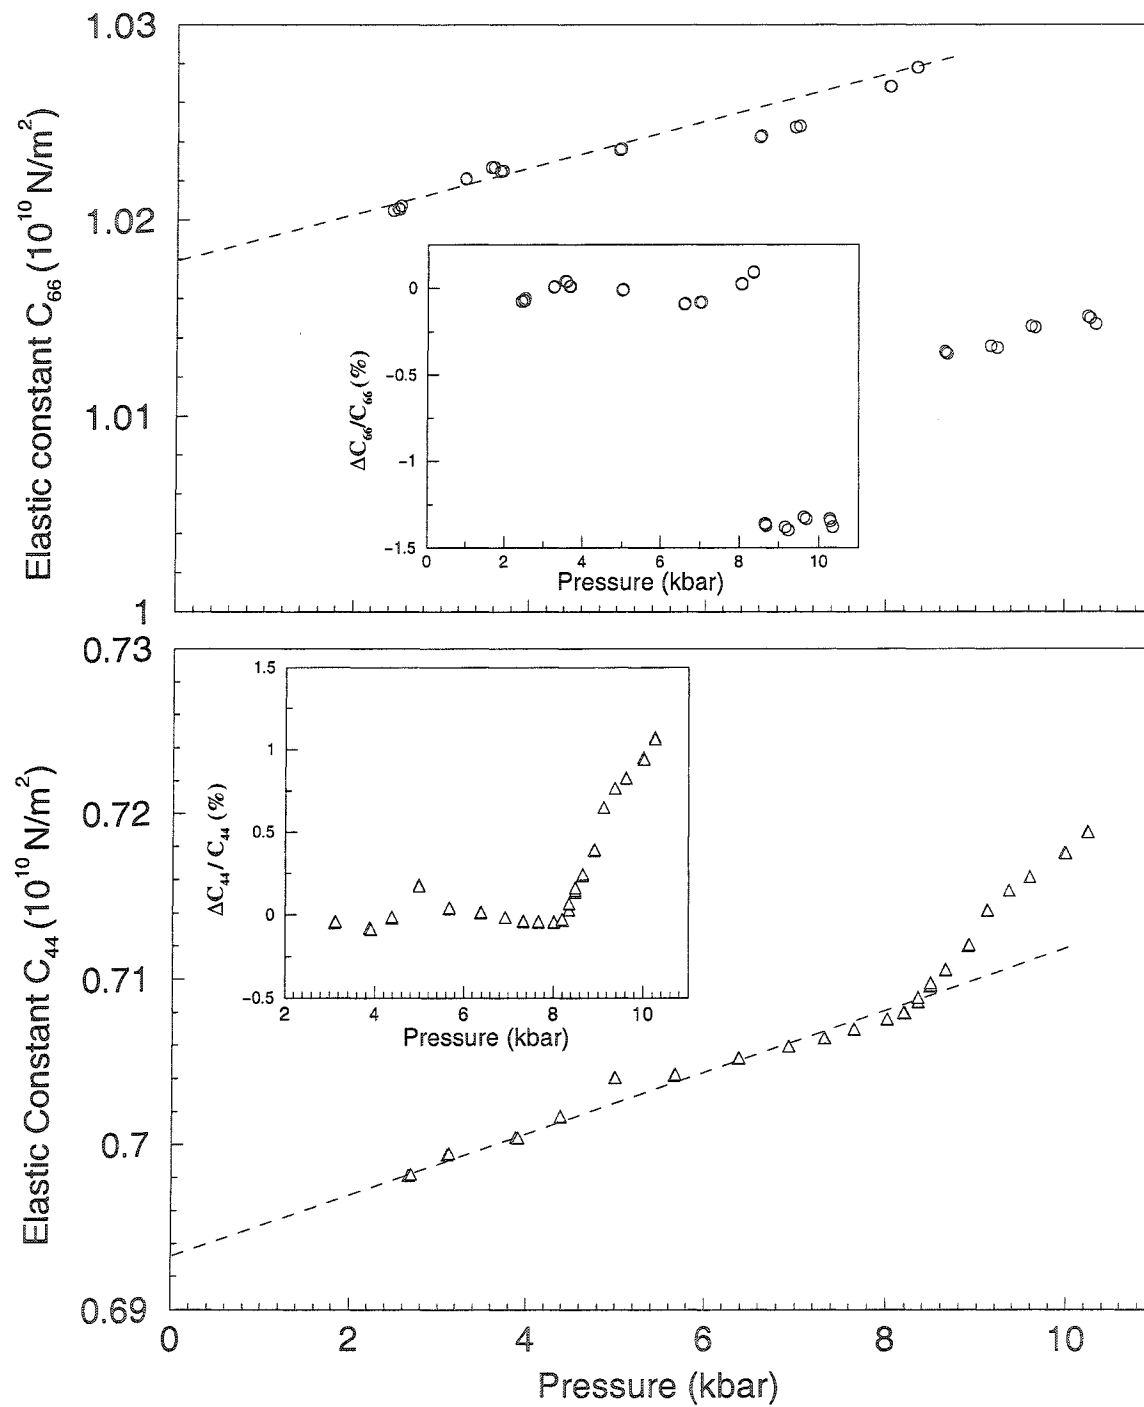 1.03
1.02
1.01
1
Elastic constant C66 (10^10 N/m^2)
0
−0.5
−1
−1.5
ΔC66/C66 (%)
0 2 4 6 8 10
Pressure (kbar)
0.73
0.72
0.71
0.7
0.69
Elastic Constant C44 (10^10 N/m^2)
1.5
1
0.5
0
−0.5
ΔC44/ C44 (%)
2 4 6 8 10
Pressure (kbar)
0 2 4 6 8 10
Pressure (kbar)